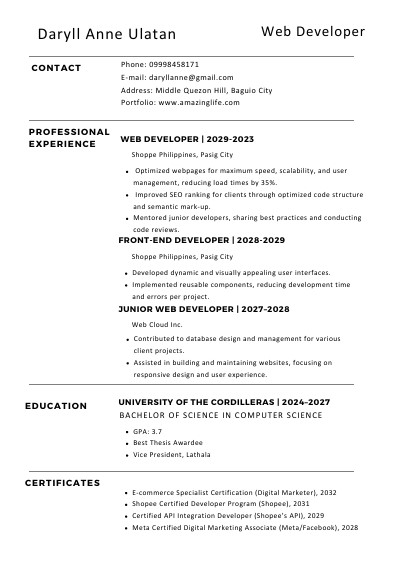 Daryll Anne Ulatan
Web Developer
CONTACT
Phone: 09998458171
E-mail: daryllanne@gmail.com
Address: Middle Quezon Hill, Baguio City
Portfolio: www.amazinglife.com
PROFESSIONAL
EXPERIENCE
WEB DEVELOPER | 2029-2023
Shoppe Philippines, Pasig City
• Optimized webpages for maximum speed, scalability, and user
management, reducing load times by 35%.
• Improved SEO ranking for clients through optimized code structure
and semantic mark-up.
• Mentored junior developers, sharing best practices and conducting
code reviews.
FRONT-END DEVELOPER | 2028-2029
Shoppe Philippines, Pasig City
• Developed dynamic and visually appealing user interfaces.
• Implemented reusable components, reducing development time
and errors per project.
JUNIOR WEB DEVELOPER | 2027-2028
Web Cloud Inc.
• Contributed to database design and management for various
client projects.
• Assisted in building and maintaining websites, focusing on
responsive design and user experience.
EDUCATION
UNIVERSITY OF THE CORDILLERAS | 2024-2027
BACHELOR OF SCIENCE IN COMPUTER SCIENCE
• GPA: 3.7
• Best Thesis Awardee
• Vice President, Lathala
CERTIFICATES
• E-commerce Specialist Certification (Digital Marketer), 2032
• Shopee Certified Developer Program (Shopee), 2031
• Certified API Integration Developer (Shopee's API), 2029
• Meta Certified Digital Marketing Associate (Meta/Facebook), 2028